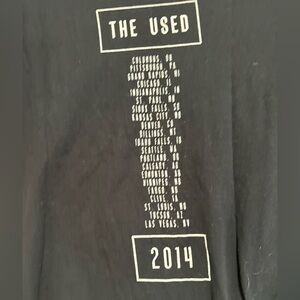 THE USED
COLUMBUS, OH
PITTSBURGH, PA
GRAND RAPIDS, MI
CHICAGO, IL
INDIANAPOLIS, IN
ST. PAUL, MN
SIOUX FALLS, SD
KANSAS CITY, MO
DENVER, CO
BILLINGS, MT
IDAHO FALLS, ID
SEATTLE, WA
PORTLAND, OR
CALGARY, AB
EDMONTON, AB
WINNIPEG, MB
FARGO, ND
CLIVE, IA
ST. LOUIS, MO
TUCSON, AZ
LAS VEGAS, NV
2014